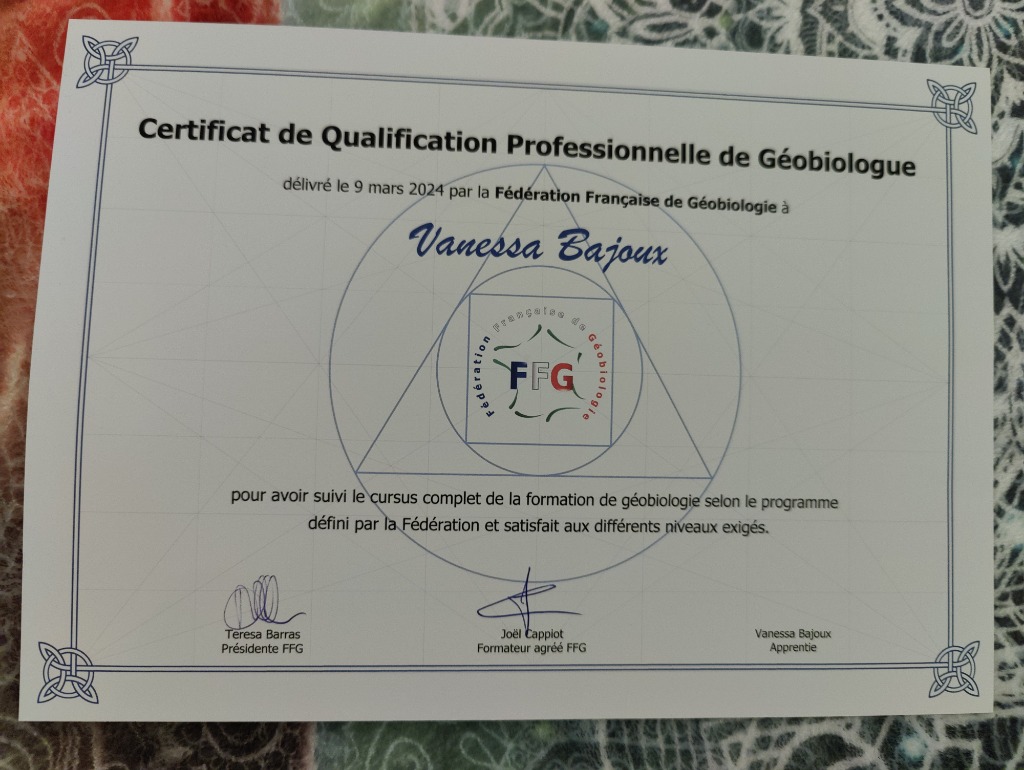 Certificat de Qualification Professionnelle de Géobiologue
délivré le 9 mars 2024 par la Fédération Française de Géobiologie à
Vanessa Bajoux
Fédération Française de Géobiologie
FFG
pour avoir suivi le cursus complet de la formation de géobiologie selon le programme
défini par la Fédération et satisfait aux différents niveaux exigés.
Teresa Barras
Présidente FFG
Joël Cappiot
Formateur agréé FFG
Vanessa Bajoux
Apprentie